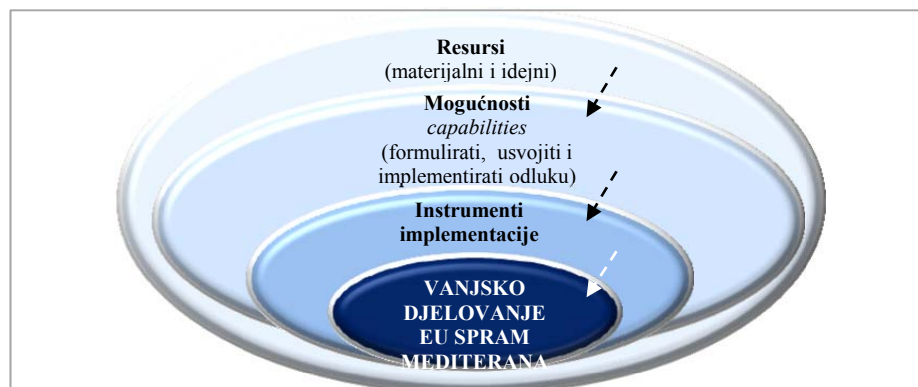 Resursi
(materijalni i idejni)
Mogućnosti
capabilities
(formulirati, usvojiti i
implementirati odluku)
Instrumenti
implementacije
VANJSKO
DJELOVANJE
EU SPRAM
MEDITERANA